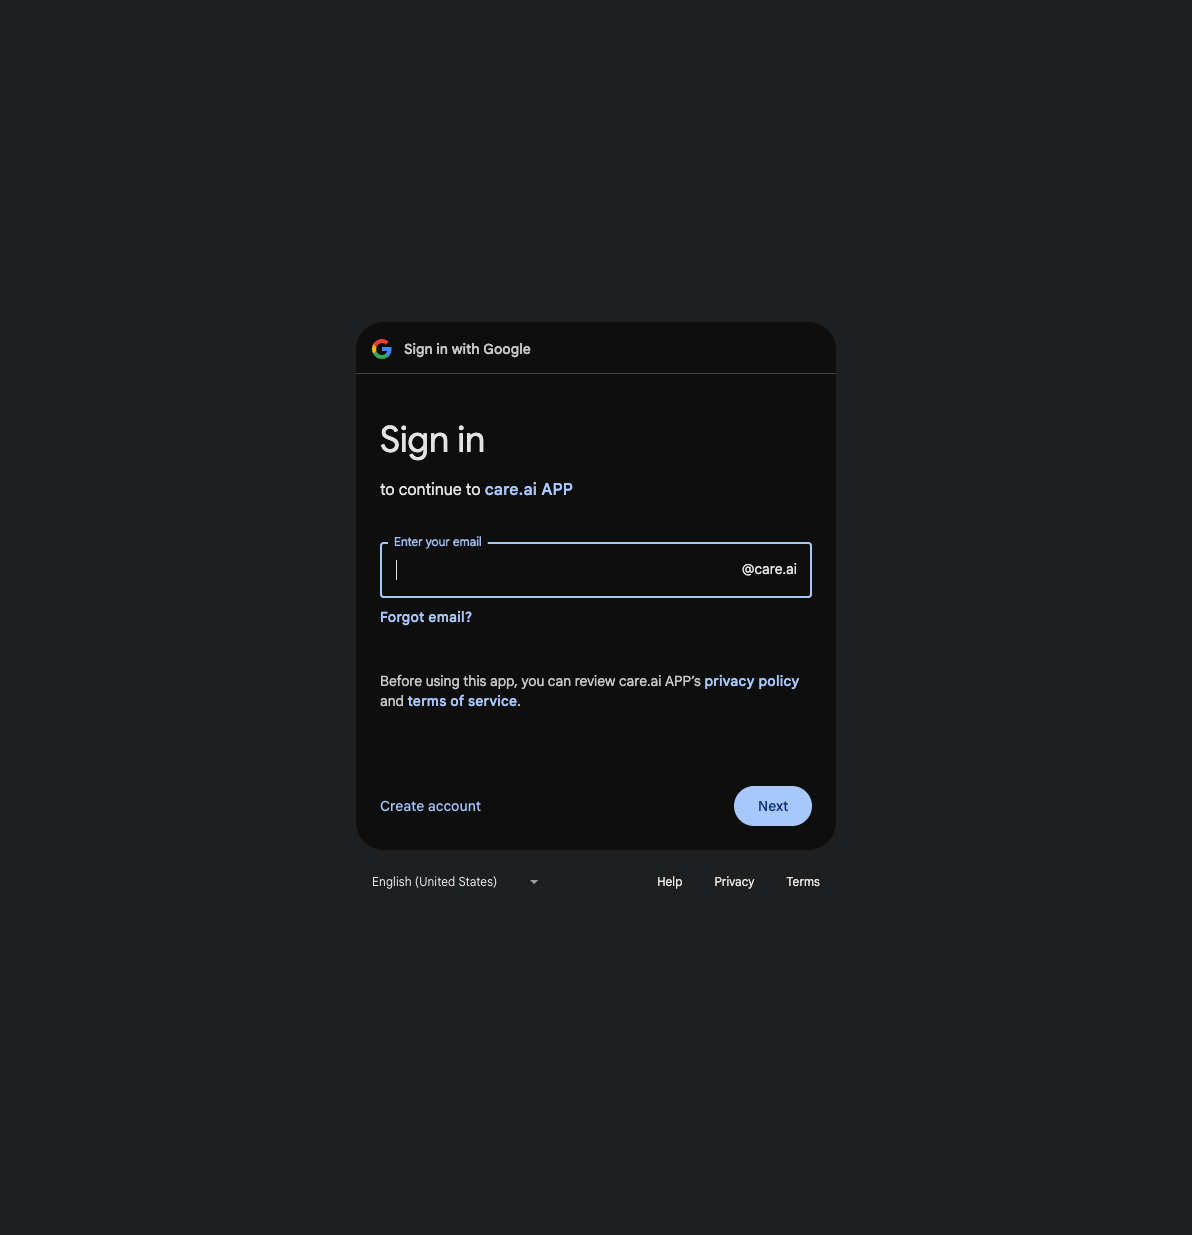 Sign in with Google
Sign in
to continue to care.ai APP
Enter your email
@care.ai
Forgot email?
Before using this app, you can review care.ai APP’s privacy policy
and terms of service.
Create account
Next
English (United States)
Help
Privacy
Terms